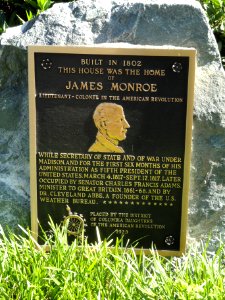 BUILT IN 1802
THIS HOUSE WAS THE HOME
OF
JAMES MONROE
LIEUTENANT-COLONEL IN THE AMERICAN REVOLUTION
WHILE SECRETARY OF STATE AND OF WAR UNDER
MADISON AND FOR THE FIRST SIX MONTHS OF HIS
ADMINISTRATION AS FIFTH PRESIDENT OF THE
UNITED STATES, MARCH 4, 1817-SEPT. 17, 1817. LATER
OCCUPIED BY SENATOR CHARLES FRANCIS ADAMS,
MINISTER TO GREAT BRITAIN, 1861-68, AND BY
DR. CLEVELAND ABBE, A FOUNDER OF THE U.S.
WEATHER BUREAU.
PLACED BY THE DISTRICT
OF COLUMBIA DAUGHTERS
IN THE AMERICAN REVOLUTION